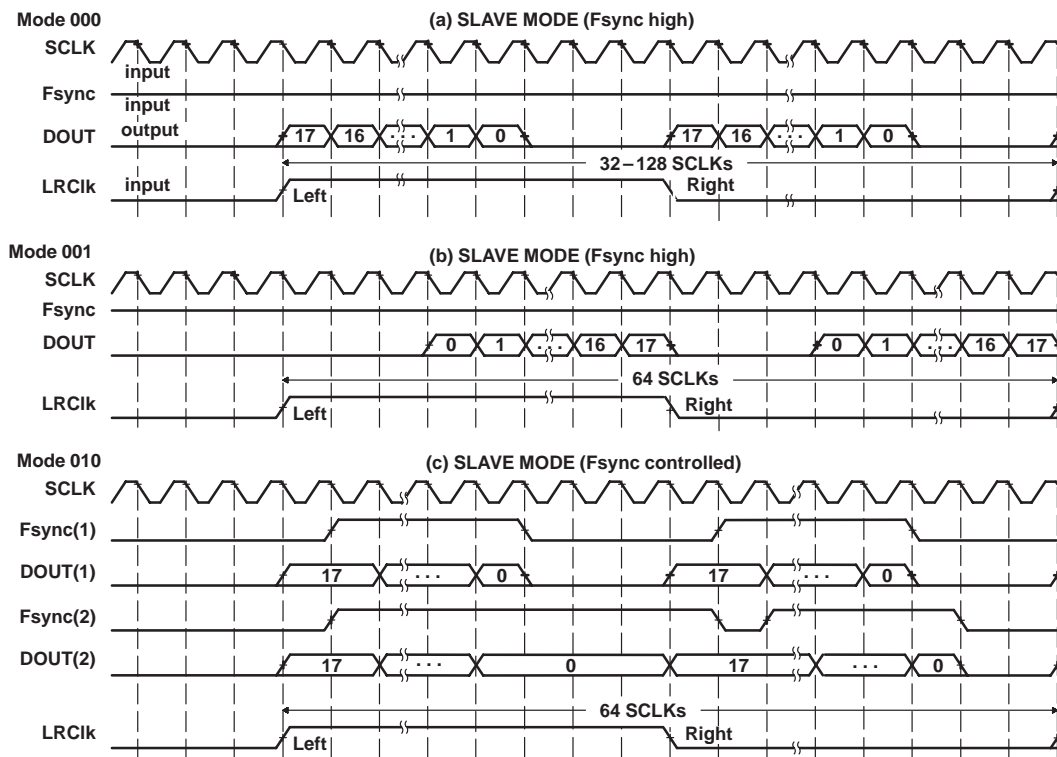 Mode 000 (a) SLAVE MODE (Fsync high)
SCLK
input
Fsync
input
output
DOUT 17 16 · · · 1 0 17 16 · · · 1 0
32–128 SCLKs
LRClk input Left Right
Mode 001 (b) SLAVE MODE (Fsync high)
SCLK
Fsync
DOUT 0 1 · · · 16 17 0 1 · · · 16 17
64 SCLKs
LRClk Left Right
Mode 010 (c) SLAVE MODE (Fsync controlled)
SCLK
Fsync(1)
DOUT(1) 17 · · · 0 17 · · · 0
Fsync(2)
DOUT(2) 17 · · · 0 17 · · · 0
64 SCLKs
LRClk Left Right